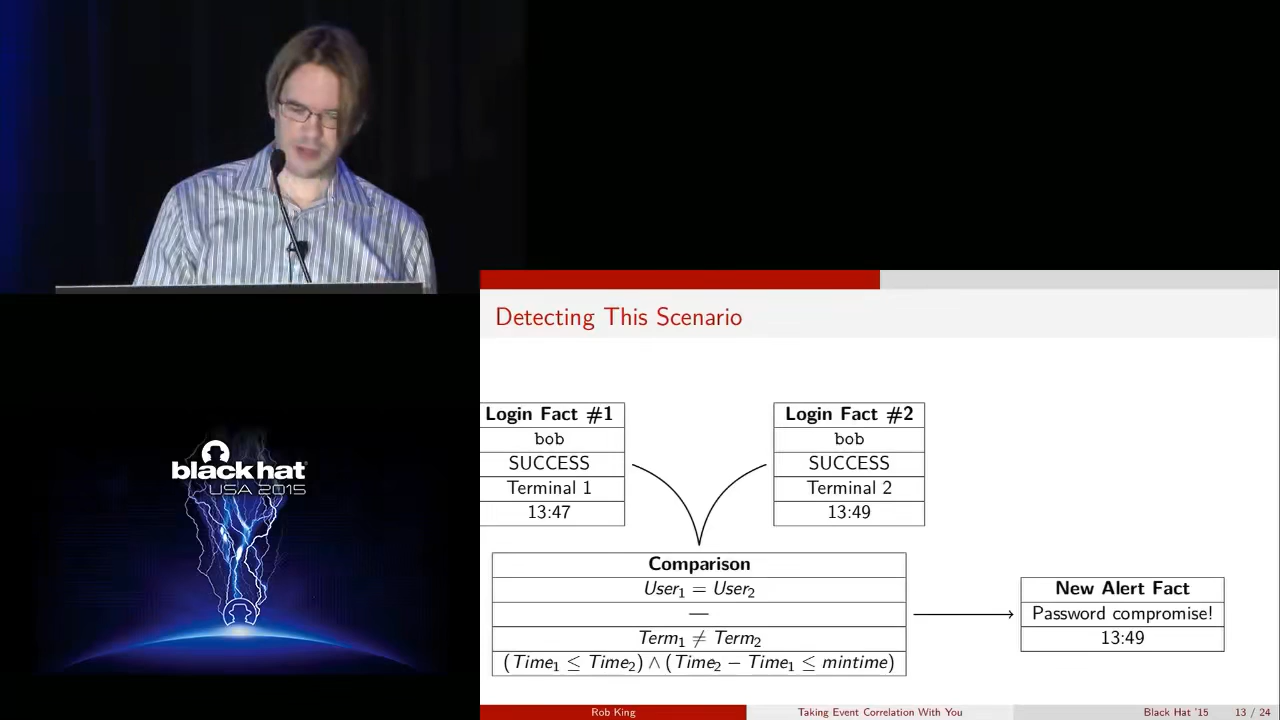 Detecting This Scenario
Login Fact #1
bob
SUCCESS
Terminal 1
13:47
Login Fact #2
bob
SUCCESS
Terminal 2
13:49
Comparison
User₁ = User₂
—
Term₁ ≠ Term₂
(Time₁ ≤ Time₂) ∧ (Time₂ − Time₁ ≤ mintime)
New Alert Fact
Password compromise!
13:49
black hat®
USA 2015
Rob King
Taking Event Correlation With You
Black Hat '15
13 / 24